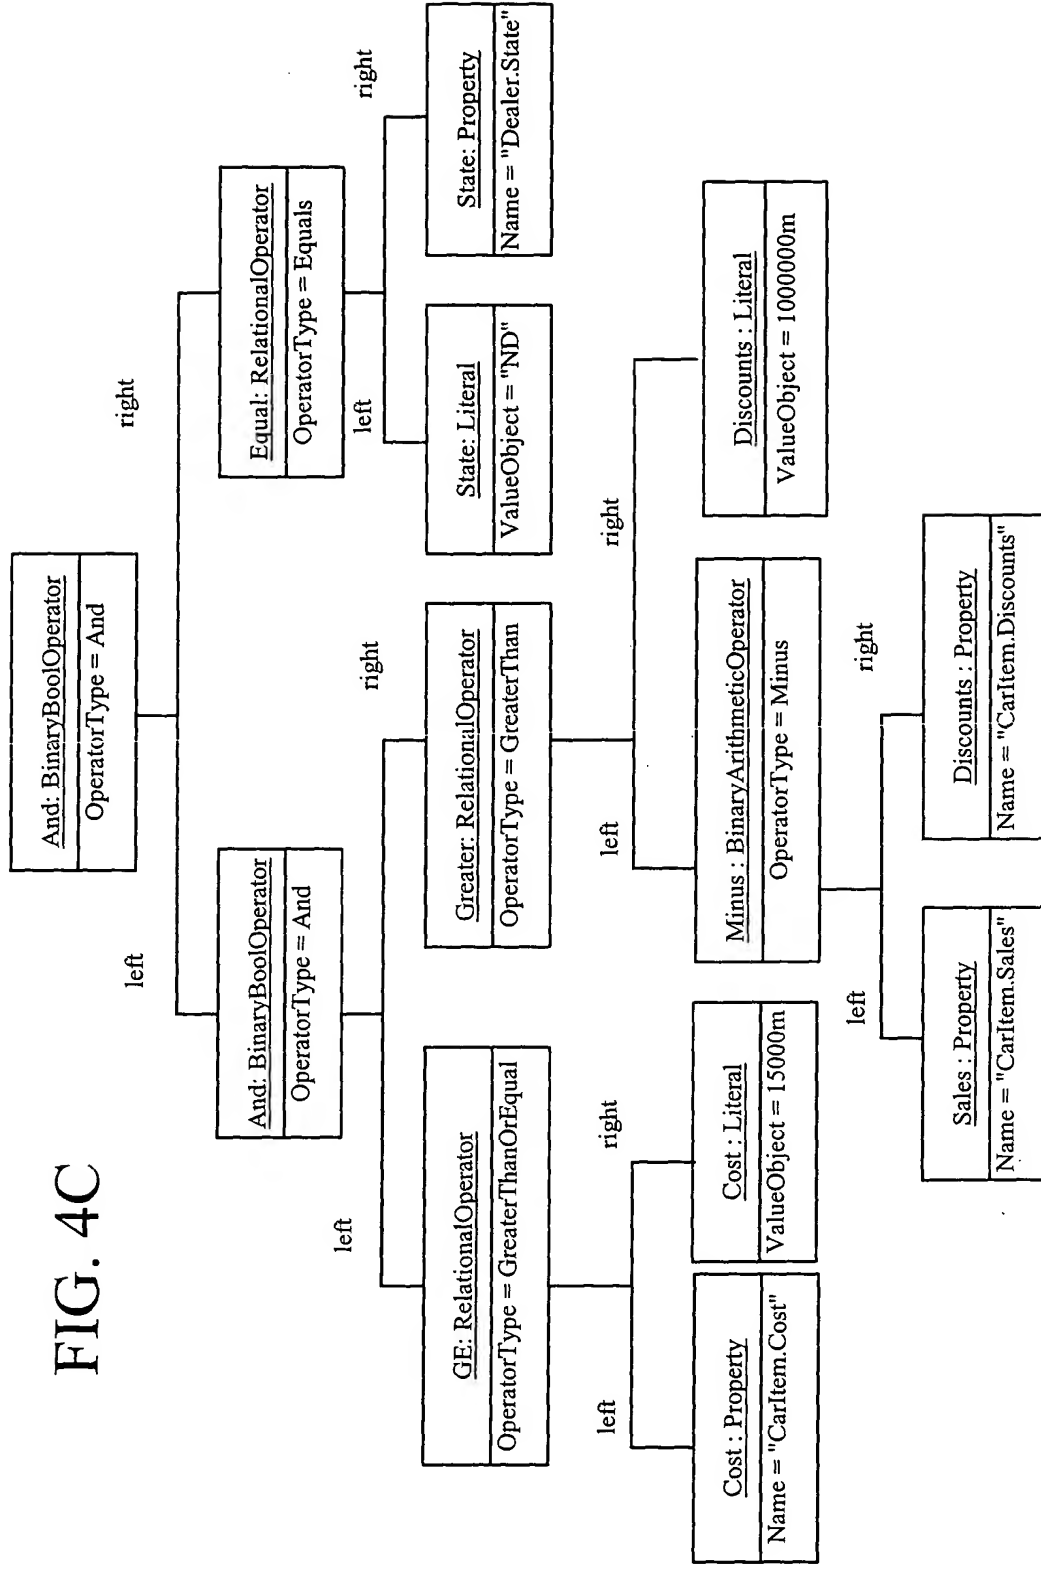 FIG. 4C
And: BinaryBoolOperator
OperatorType = And
left
right
And: BinaryBoolOperator
OperatorType = And
Equal: RelationalOperator
OperatorType = Equals
left
right
left
right
GE: RelationalOperator
OperatorType = GreaterThanOrEqual
Greater: RelationalOperator
OperatorType = GreaterThan
State: Literal
ValueObject = "ND"
State: Property
Name = "Dealer.State"
left
right
left
right
Cost : Property
Name = "CarItem.Cost"
Cost : Literal
ValueObject = 15000m
Minus : BinaryArithmeticOperator
OperatorType = Minus
Discounts : Literal
ValueObject = 1000000m
left
right
Sales : Property
Name = "CarItem.Sales"
Discounts : Property
Name = "CarItem.Discounts"